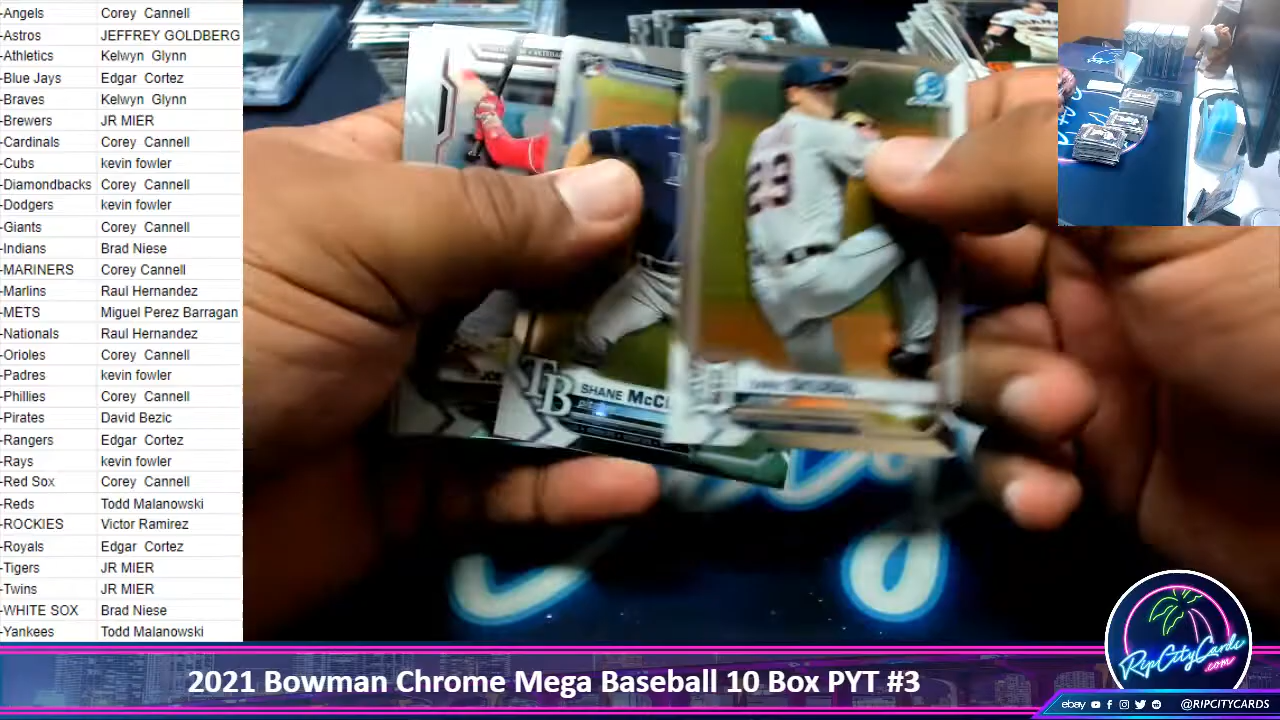 -Angels Corey Cannell
-Astros JEFFREY GOLDBERG
-Athletics Kelwyn Glynn
-Blue Jays Edgar Cortez
-Braves Kelwyn Glynn
-Brewers JR MIER
-Cardinals Corey Cannell
-Cubs kevin fowler
-Diamondbacks Corey Cannell
-Dodgers kevin fowler
-Giants Corey Cannell
-Indians Brad Niese
-MARINERS Corey Cannell
-Marlins Raul Hernandez
-METS Miguel Perez Barragan
-Nationals Raul Hernandez
-Orioles Corey Cannell
-Padres kevin fowler
-Phillies Corey Cannell
-Pirates David Bezic
-Rangers Edgar Cortez
-Rays kevin fowler
-Red Sox Corey Cannell
-Reds Todd Malanowski
-ROCKIES Victor Ramirez
-Royals Edgar Cortez
-Tigers JR MIER
-Twins JR MIER
-WHITE SOX Brad Niese
-Yankees Todd Malanowski
29
TB
SHANE McCl
RipCityCards
.com
2021 Bowman Chrome Mega Baseball 10 Box PYT #3
ebay @RIPCITYCARDS